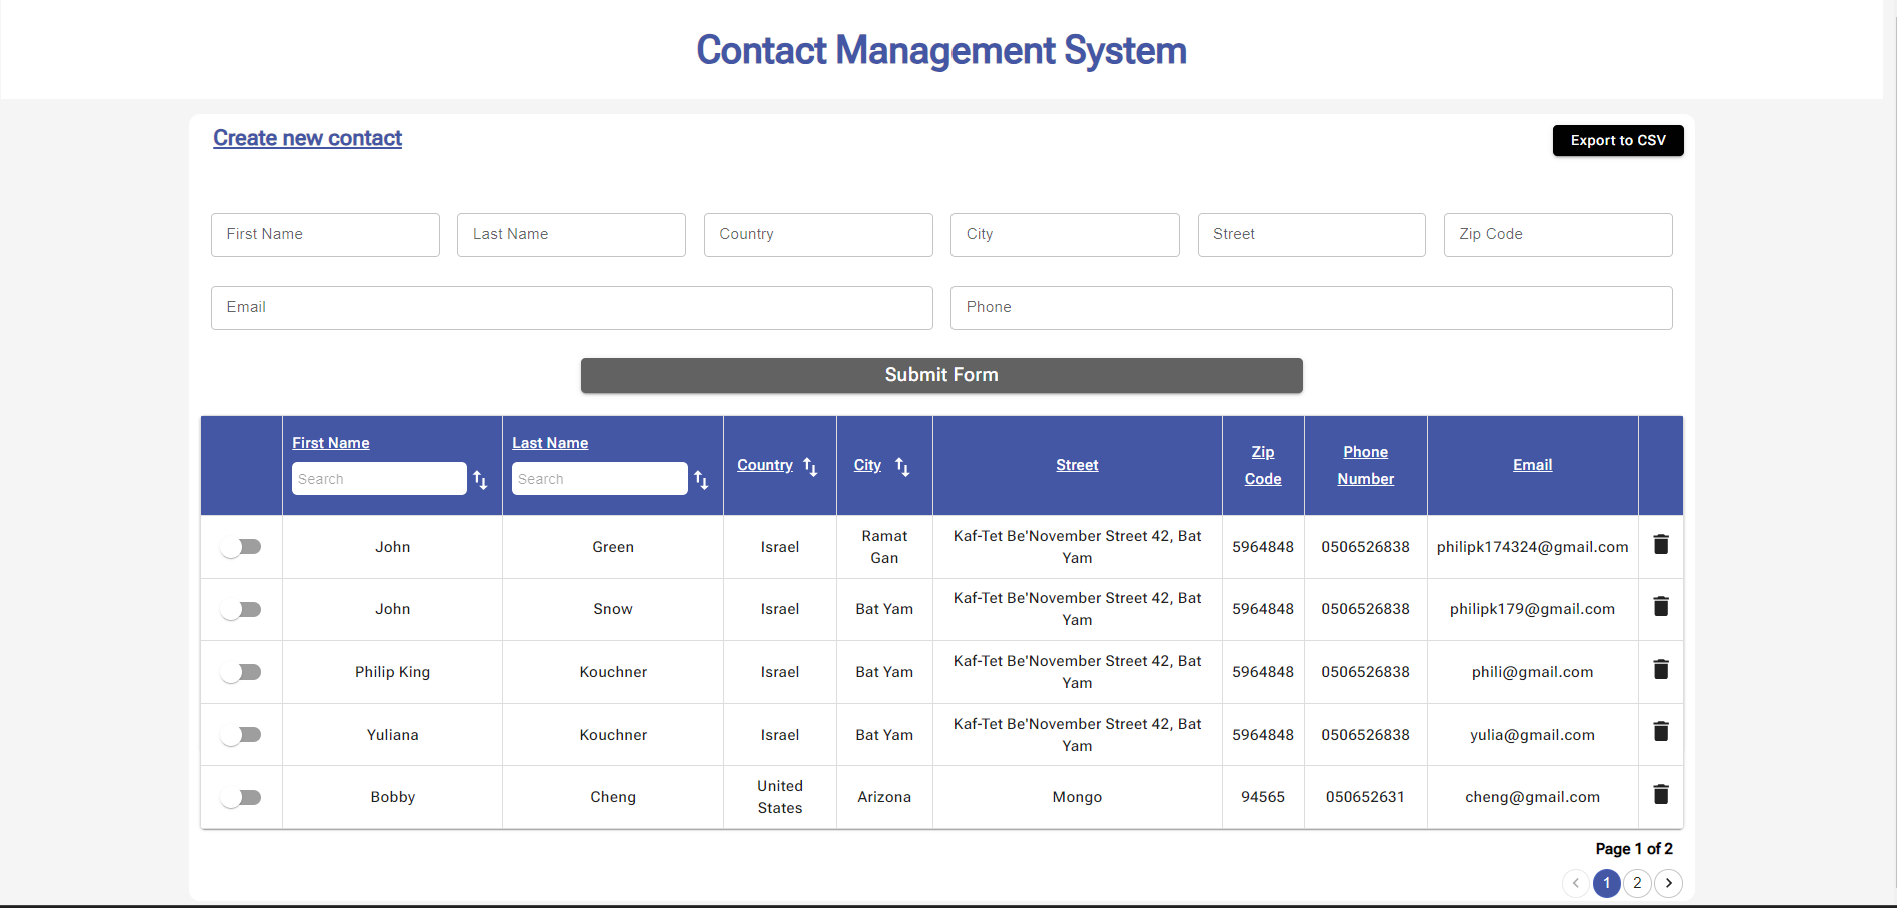 Contact Management System
Create new contact
Export to CSV
First Name
Last Name
Country
City
Street
Zip Code
Email
Phone
Submit Form
First Name
Search
Last Name
Search
Country
City
Street
Zip
Code
Phone
Number
Email
John
Green
Israel
Ramat
Gan
Kaf-Tet Be'November Street 42, Bat
Yam
5964848
0506526838
philipk174324@gmail.com
John
Snow
Israel
Bat Yam
Kaf-Tet Be'November Street 42, Bat
Yam
5964848
0506526838
philipk179@gmail.com
Philip King
Kouchner
Israel
Bat Yam
Kaf-Tet Be'November Street 42, Bat
Yam
5964848
0506526838
phili@gmail.com
Yuliana
Kouchner
Israel
Bat Yam
Kaf-Tet Be'November Street 42, Bat
Yam
5964848
0506526838
yulia@gmail.com
Bobby
Cheng
United
States
Arizona
Mongo
94565
050652631
cheng@gmail.com
Page 1 of 2
1
2